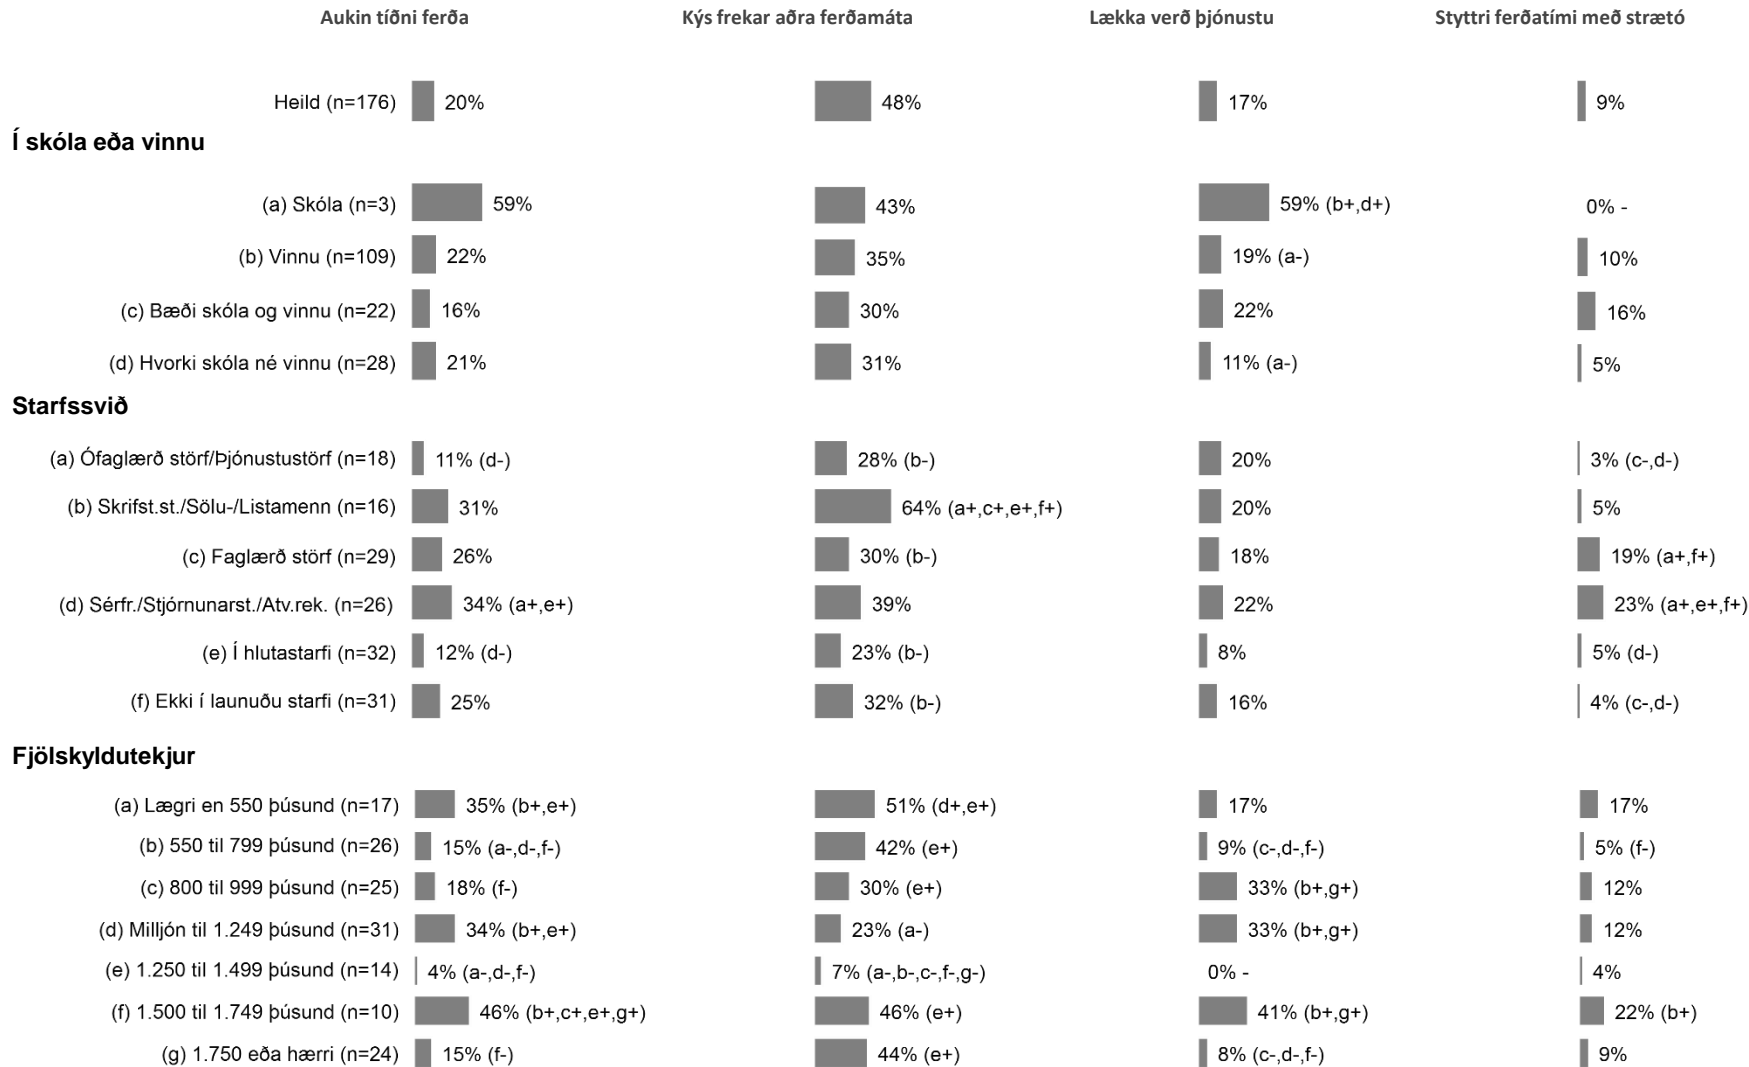 Aukin tíðni ferða Kýs frekar aðra ferðamáta Lækka verð þjónustu Styttri ferðatími með strætó
Heild (n=176) 20% 48% 17% 9%
Í skóla eða vinnu
(a) Skóla (n=3) 59% 43% 59% (b+,d+) 0% -
(b) Vinnu (n=109) 22% 35% 19% (a-) 10%
(c) Bæði skóla og vinnu (n=22) 16% 30% 22% 16%
(d) Hvorki skóla né vinnu (n=28) 21% 31% 11% (a-) 5%
Starfssvið
(a) Ófaglærð störf/Þjónustustörf (n=18) 11% (d-) 28% (b-) 20% 3% (c-,d-)
(b) Skrifst.st./Sölu-/Listamenn (n=16) 31% 64% (a+,c+,e+,f+) 20% 5%
(c) Faglærð störf (n=29) 26% 30% (b-) 18% 19% (a+,f+)
(d) Sérfr./Stjórnunarst./Atv.rek. (n=26) 34% (a+,e+) 39% 22% 23% (a+,e+,f+)
(e) Í hlutastarfi (n=32) 12% (d-) 23% (b-) 8% 5% (d-)
(f) Ekki í launuðu starfi (n=31) 25% 32% (b-) 16% 4% (c-,d-)
Fjölskyldutekjur
(a) Lægri en 550 þúsund (n=17) 35% (b+,e+) 51% (d+,e+) 17% 17%
(b) 550 til 799 þúsund (n=26) 15% (a-,d-,f-) 42% (e+) 9% (c-,d-,f-) 5% (f-)
(c) 800 til 999 þúsund (n=25) 18% (f-) 30% (e+) 33% (b+,g+) 12%
(d) Milljón til 1.249 þúsund (n=31) 34% (b+,e+) 23% (a-) 33% (b+,g+) 12%
(e) 1.250 til 1.499 þúsund (n=14) 4% (a-,d-,f-) 7% (a-,b-,c-,f-,g-) 0% - 4%
(f) 1.500 til 1.749 þúsund (n=10) 46% (b+,c+,e+,g+) 46% (e+) 41% (b+,g+) 22% (b+)
(g) 1.750 eða hærri (n=24) 15% (f-) 44% (e+) 8% (c-,d-,f-) 9%